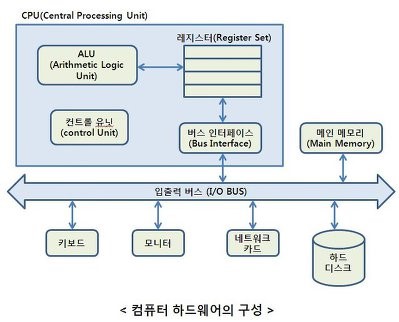 CPU(Central Processing Unit)
ALU
(Arithmetic Logic
Unit)
레지스터(Register Set)
컨트롤 유닛
(control Unit)
버스 인터페이스
(Bus Interface)
메인 메모리
(Main Memory)
입출력 버스 (I/O BUS)
키보드
모니터
네트워크
카드
하드
디스크
< 컴퓨터 하드웨어의 구성 >